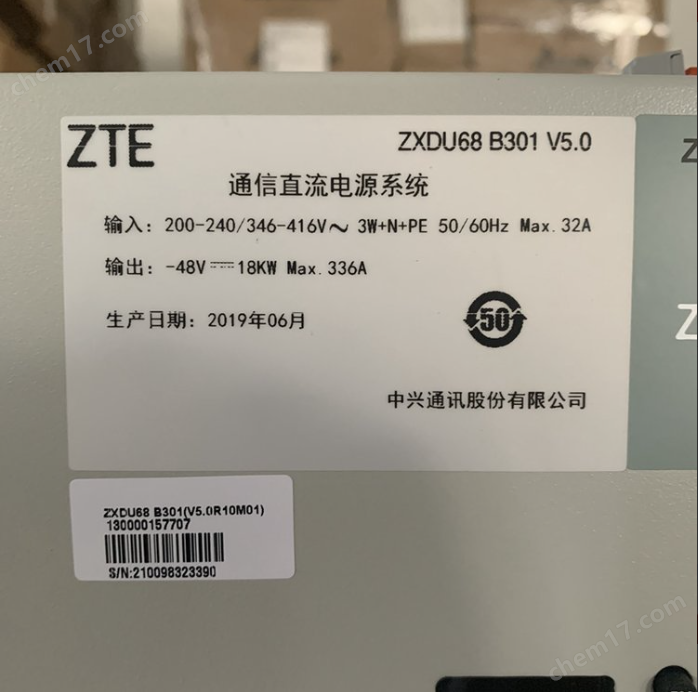 chem17.com
ZTE
ZXDU68 B301 V5.0
通信直流电源系统
输入: 200-240/346-416V～ 3W+N+PE 50/60Hz Max.32A
输出: -48V⎓18KW Max.336A
生产日期: 2019年06月
50
中兴通讯股份有限公司
Z
Z
ZXDU68 B301(V5.0R10M01)
130000157707
S/N:210098323390
chem17.com